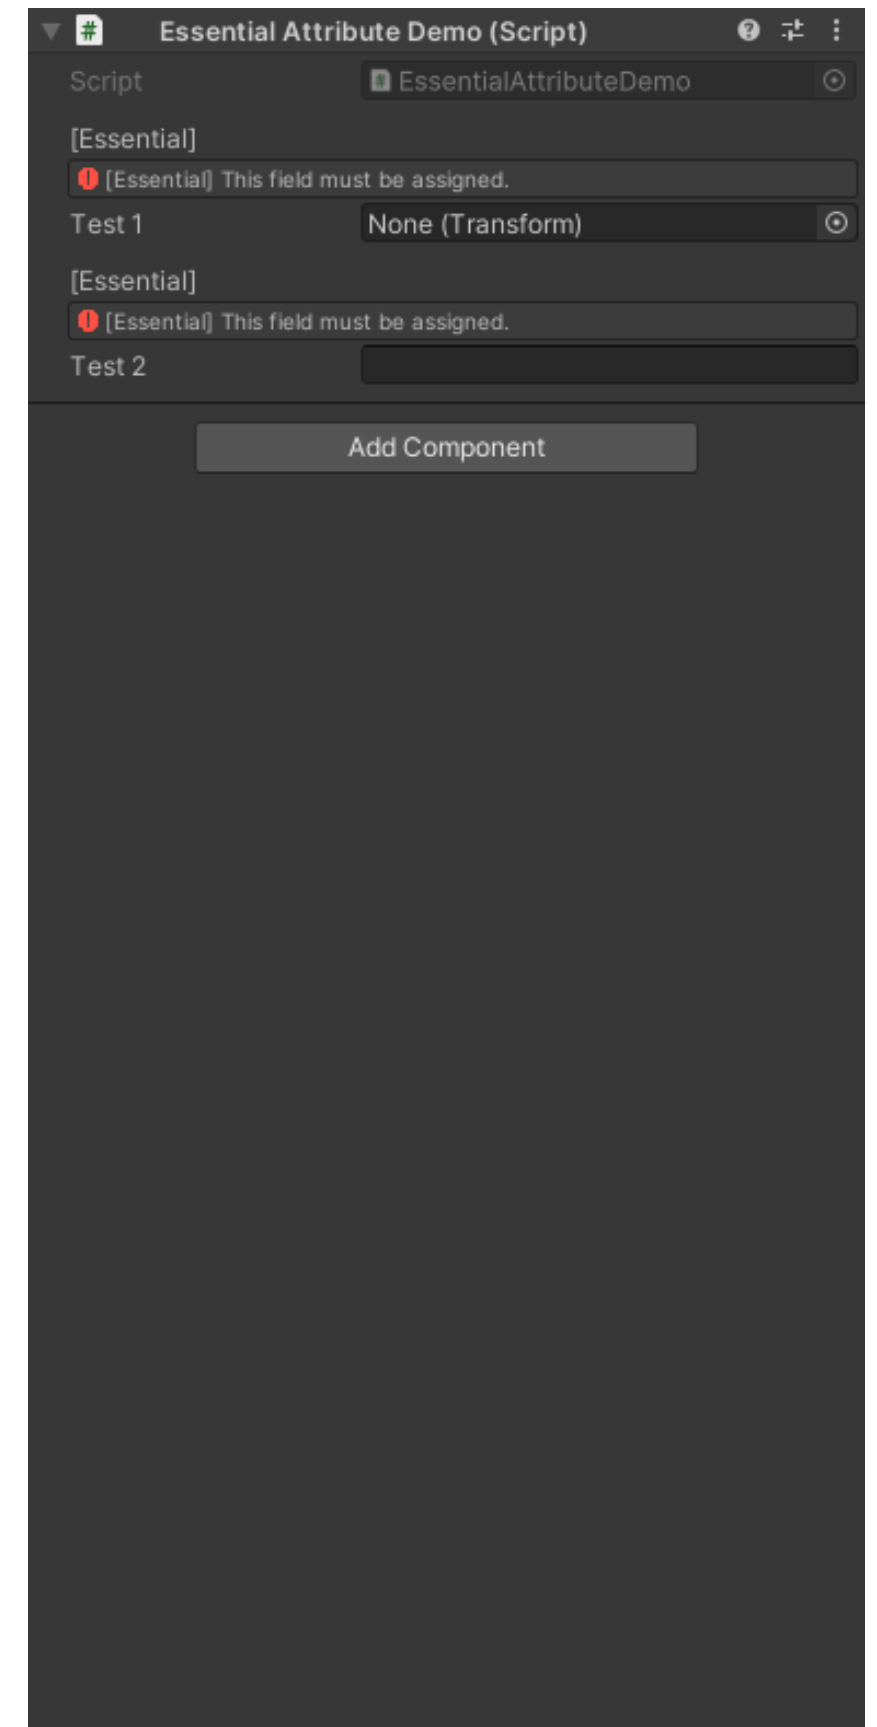 Essential Attribute Demo (Script)
Script EssentialAttributeDemo
[Essential]
[Essential] This field must be assigned.
Test 1 None (Transform)
[Essential]
[Essential] This field must be assigned.
Test 2
Add Component